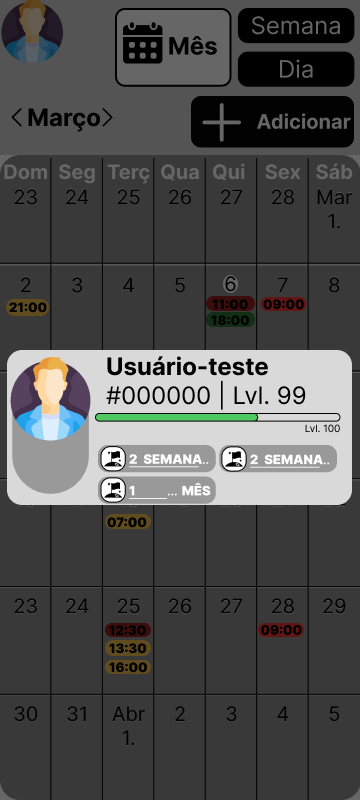 Mês
Semana
Dia
<Março>
Adicionar
Dom Seg Terç Qua Qui Sex Sáb
23 24 25 26 27 28 Mar
1.
2 3 4 5 6 7 8
21:00 11:00 09:00
18:00
Usuário-teste
#000000 | Lvl. 99
Lvl. 100
2 SEMANA.. 2 SEMANA..
1____... MÊS
07:00
23 24 25 26 27 28 29
12:30 09:00
13:30
16:00
30 31 Abr 2 3 4 5
1.